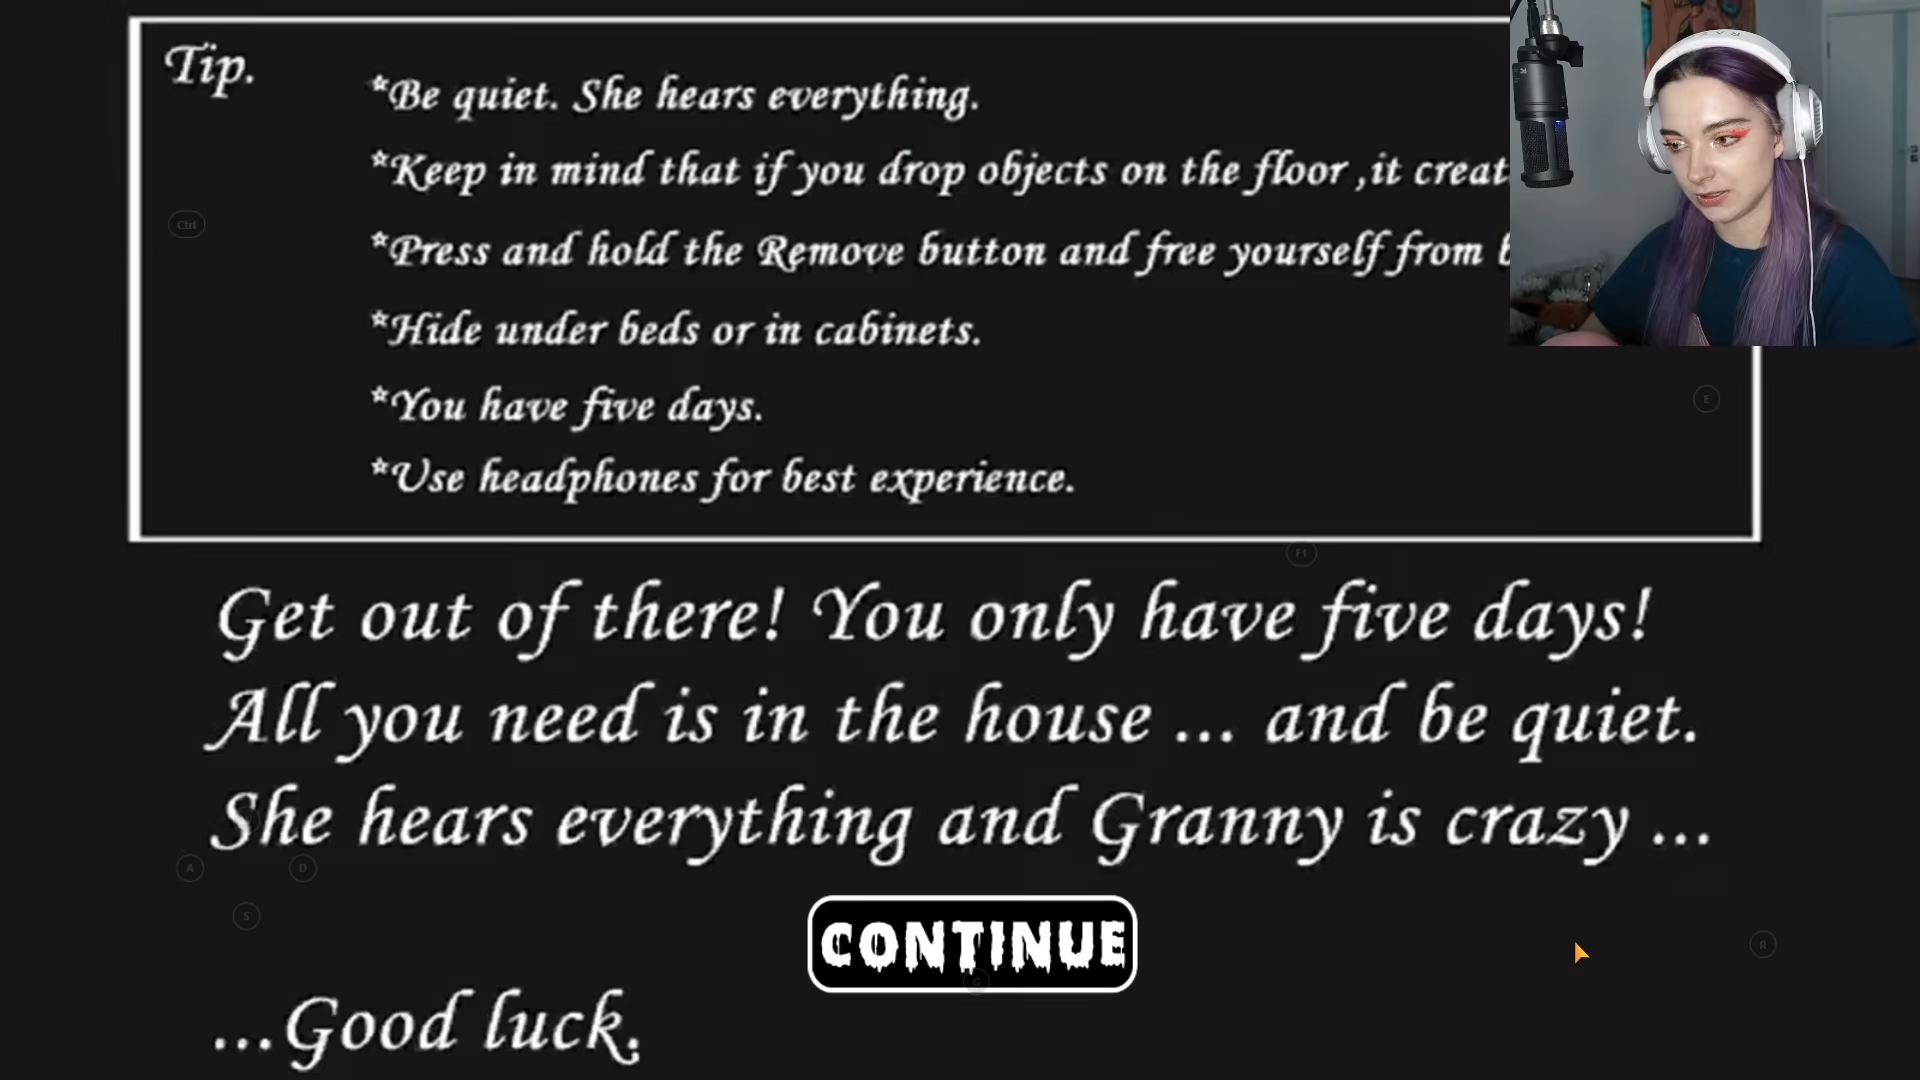 Tip.
*Be quiet. She hears everything.
*Keep in mind that if you drop objects on the floor ,it creat
*Press and hold the Remove button and free yourself from b
*Hide under beds or in cabinets.
*You have five days.
*Use headphones for best experience.
Ctrl
E
F1
Get out of there! You only have five days!
All you need is in the house ... and be quiet.
She hears everything and Granny is crazy ...
A
D
S
CONTINUE
R
G
...Good luck.